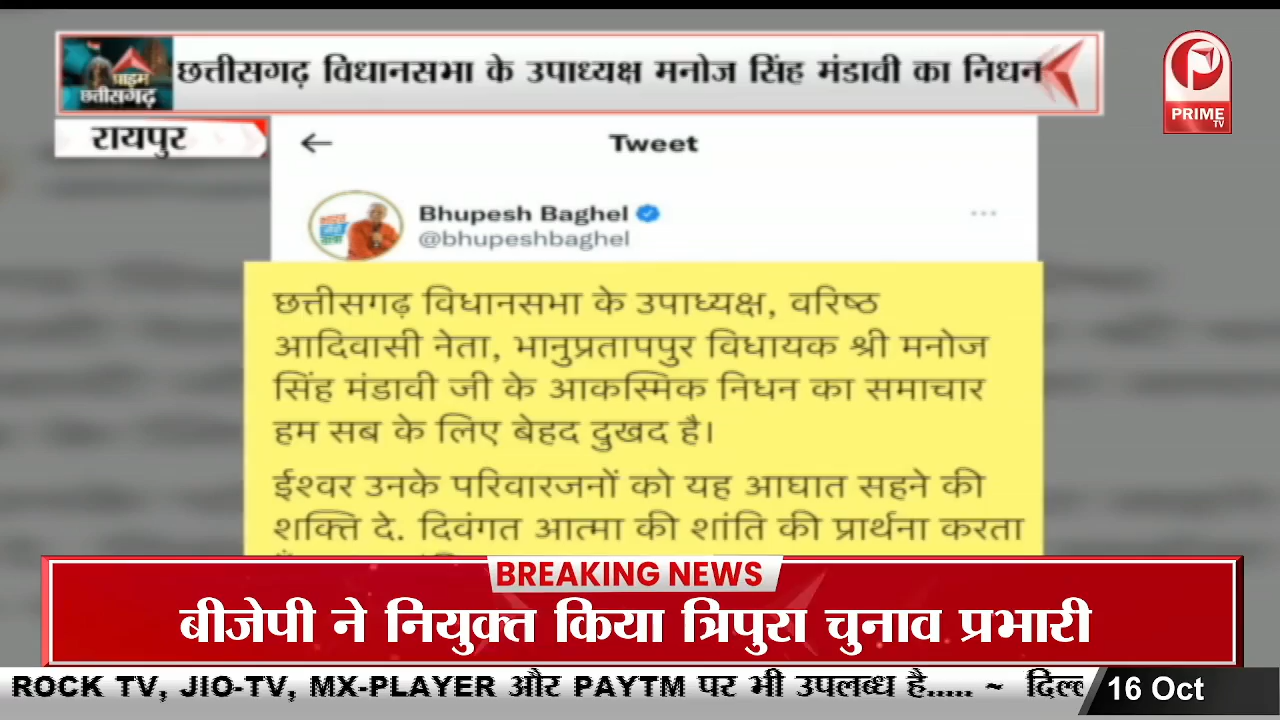 प्राइम
छत्तीसगढ़
छत्तीसगढ़ विधानसभा के उपाध्यक्ष मनोज सिंह मंडावी का निधन
PRIME
TV
रायपुर
Tweet
Bhupesh Baghel
@bhupeshbaghel
छत्तीसगढ़ विधानसभा के उपाध्यक्ष, वरिष्ठ
आदिवासी नेता, भानुप्रतापपुर विधायक श्री मनोज
सिंह मंडावी जी के आकस्मिक निधन का समाचार
हम सब के लिए बेहद दुखद है।
ईश्वर उनके परिवारजनों को यह आघात सहने की
शक्ति दे. दिवंगत आत्मा की शांति की प्रार्थना करता
BREAKING NEWS
बीजेपी ने नियुक्त किया त्रिपुरा चुनाव प्रभारी
ROCK TV, JIO-TV, MX-PLAYER और PAYTM पर भी उपलब्ध है..... ~
16 Oct